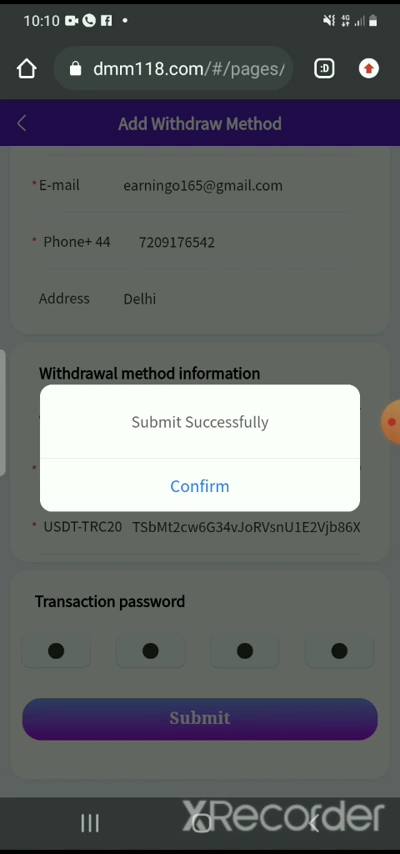 10:10
4G
dmm118.com/#/pages/
:D
Add Withdraw Method
*E-mail earningo165@gmail.com
* Phone+ 44 7209176542
Address Delhi
Withdrawal method information
Submit Successfully
Confirm
* USDT-TRC20 TSbMt2cw6G34vJoRVsnU1E2Vjb86X
Transaction password
Submit
XRecorder